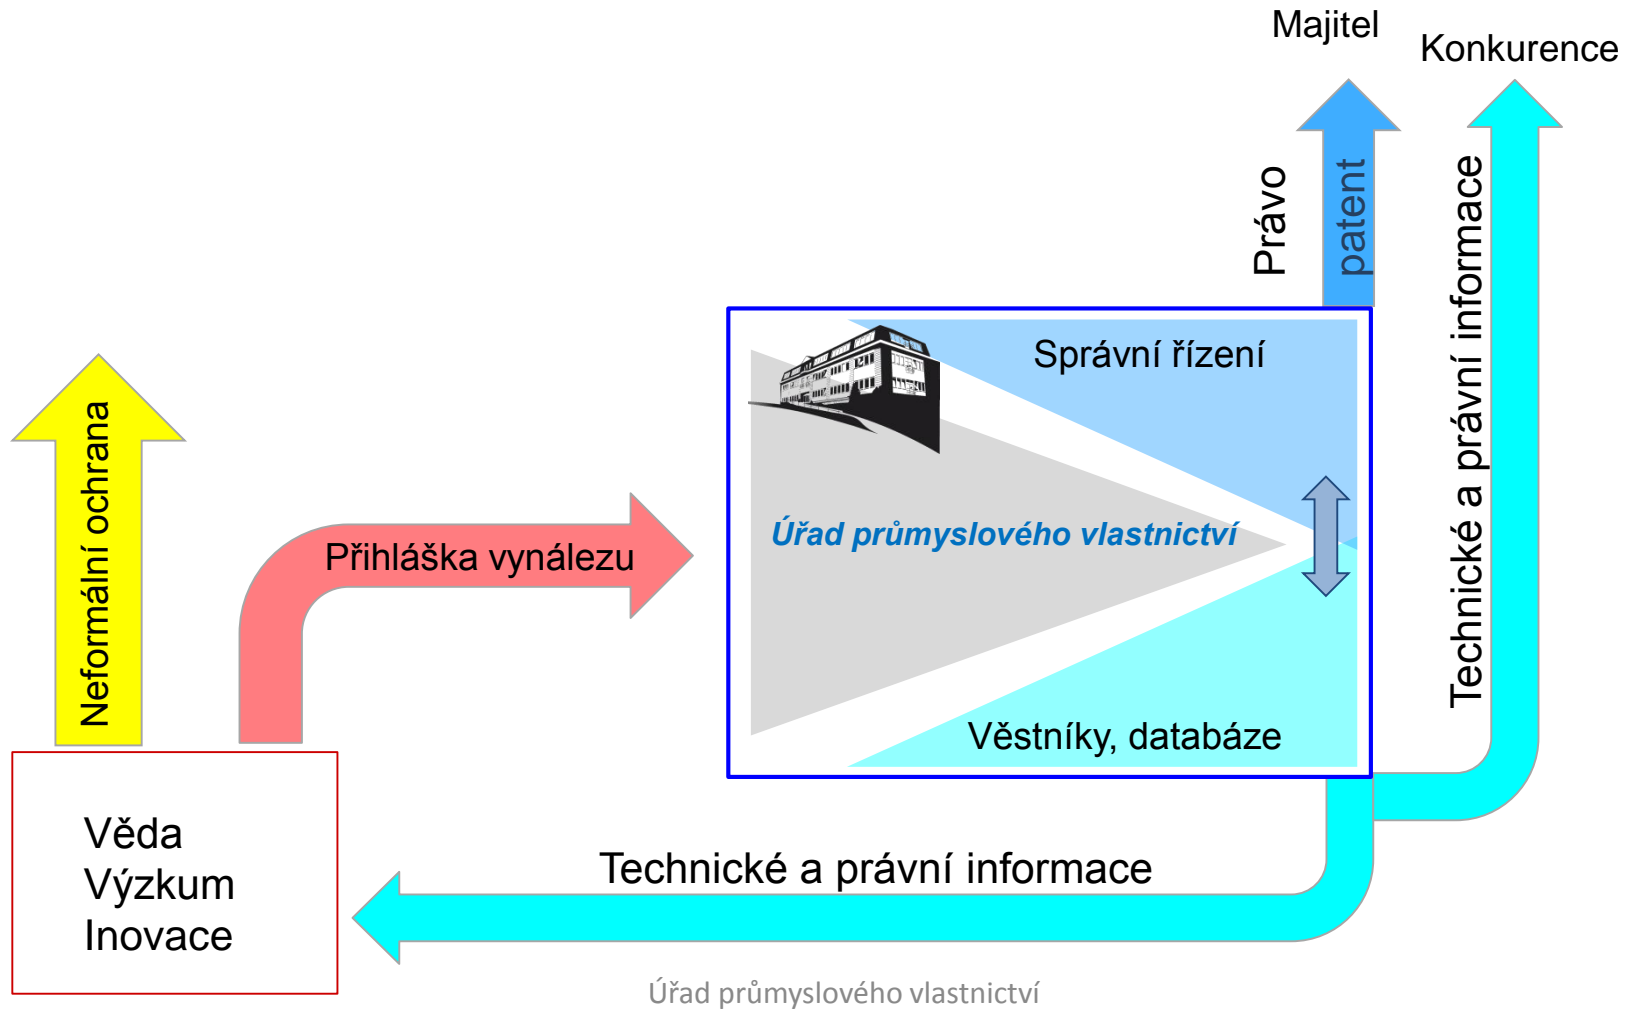 Majitel
Konkurence
Právo
patent
Technické a právní informace
Správní řízení
Úřad průmyslového vlastnictví
Věstníky, databáze
Neformální ochrana
Přihláška vynálezu
Věda
Výzkum
Inovace
Technické a právní informace
Úřad průmyslového vlastnictví